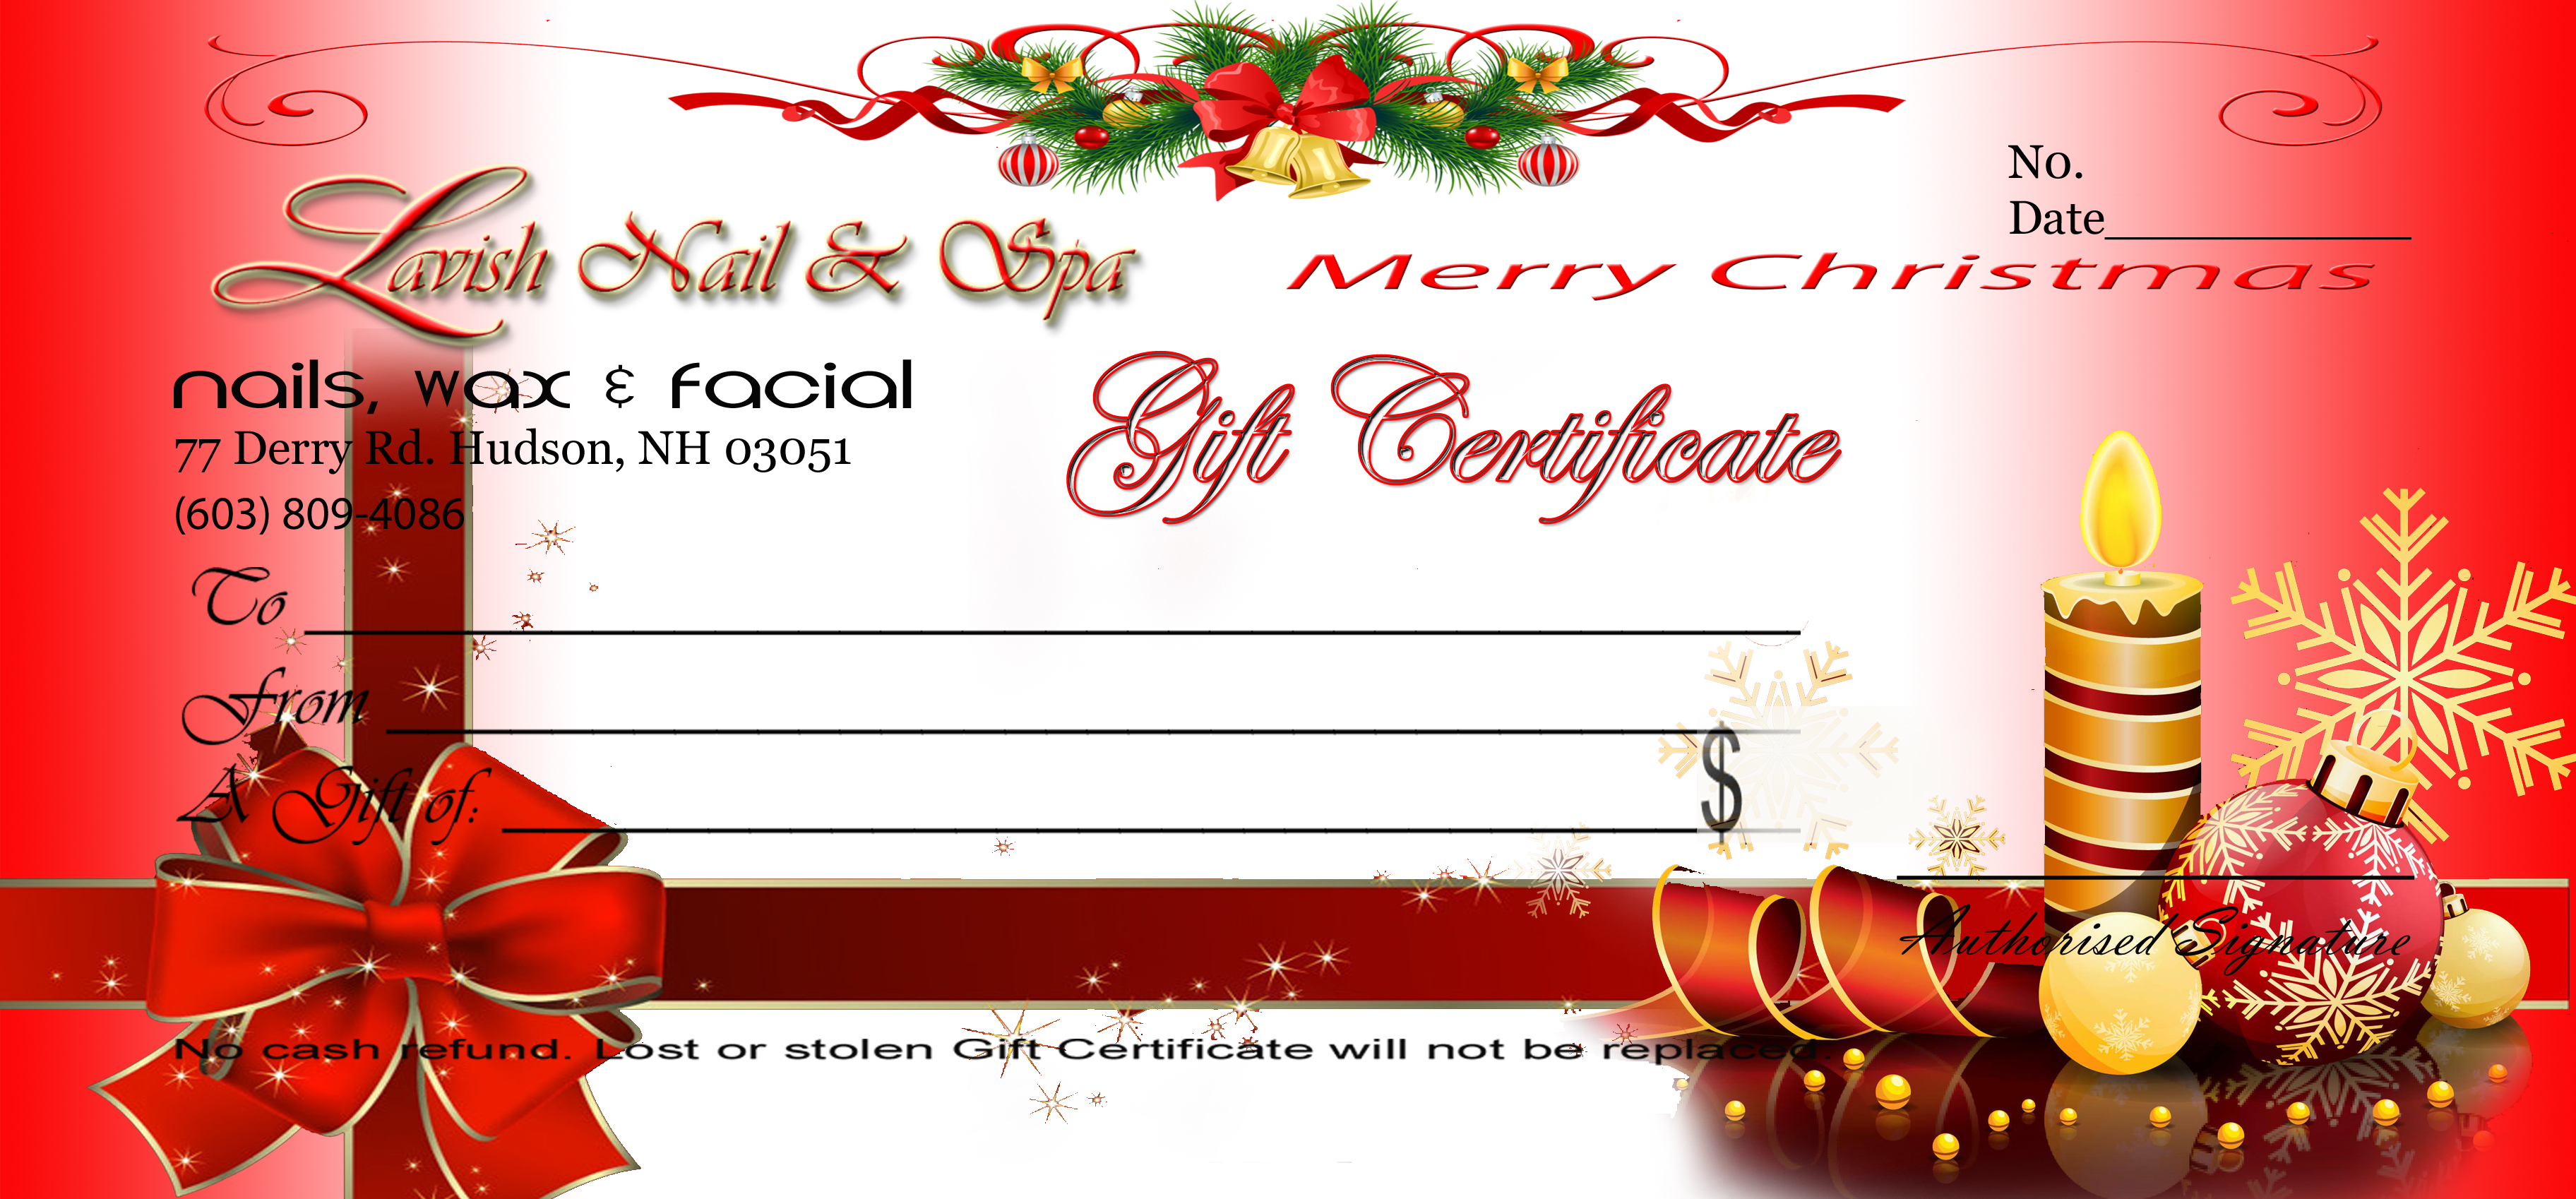 No.
Date____________
Lavish Nail & Spa
Merry Christmas
nails, wax & facial
77 Derry Rd. Hudson, NH 03051
(603) 809-4086
Gift Certificate
To
From
A Gift of:
$
Authorised Signature
No cash refund. Lost or stolen Gift Certificate will not be replaced.